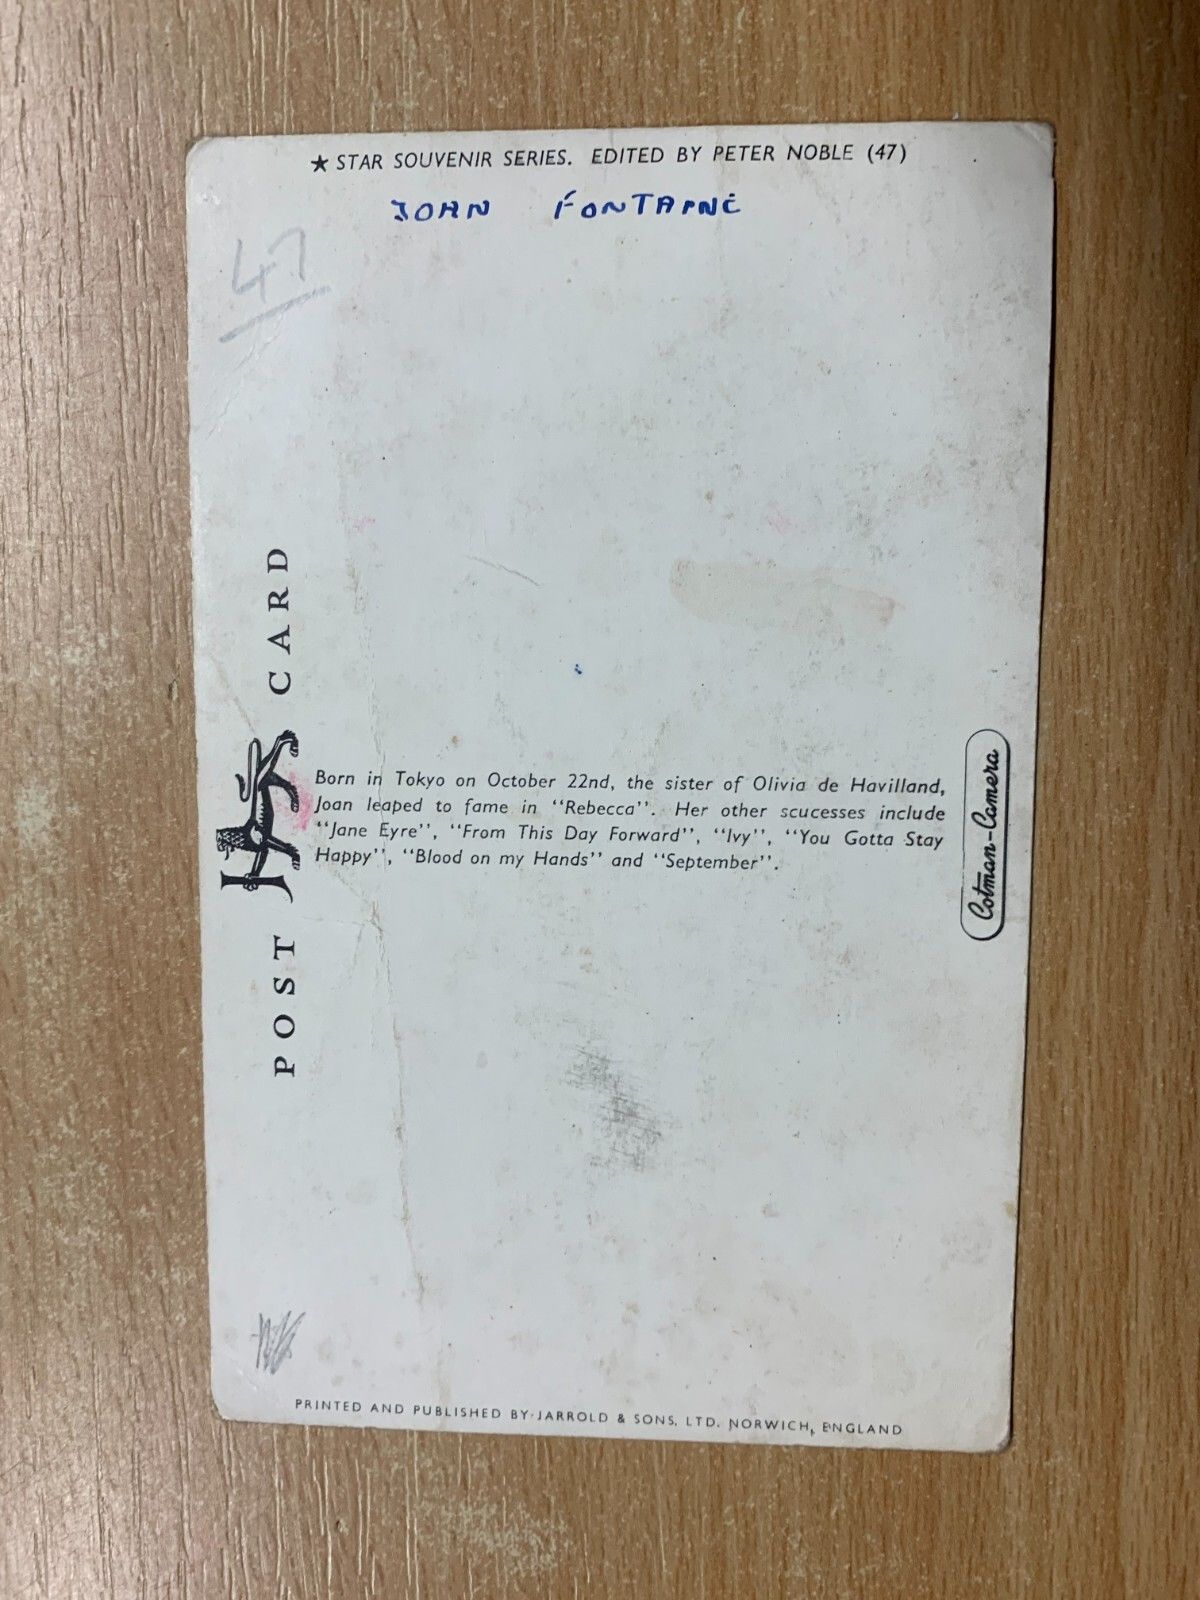 ★ STAR SOUVENIR SERIES. EDITED BY PETER NOBLE (47)
JOAN FONTAINE
47
POST CARD
Born in Tokyo on October 22nd, the sister of Olivia de Havilland,
Joan leaped to fame in "Rebecca". Her other scucesses include
"Jane Eyre", "From This Day Forward", "Ivy", "You Gotta Stay
Happy", "Blood on my Hands" and "September".
Cotman-Camera
PRINTED AND PUBLISHED BY JARROLD & SONS, LTD. NORWICH, ENGLAND